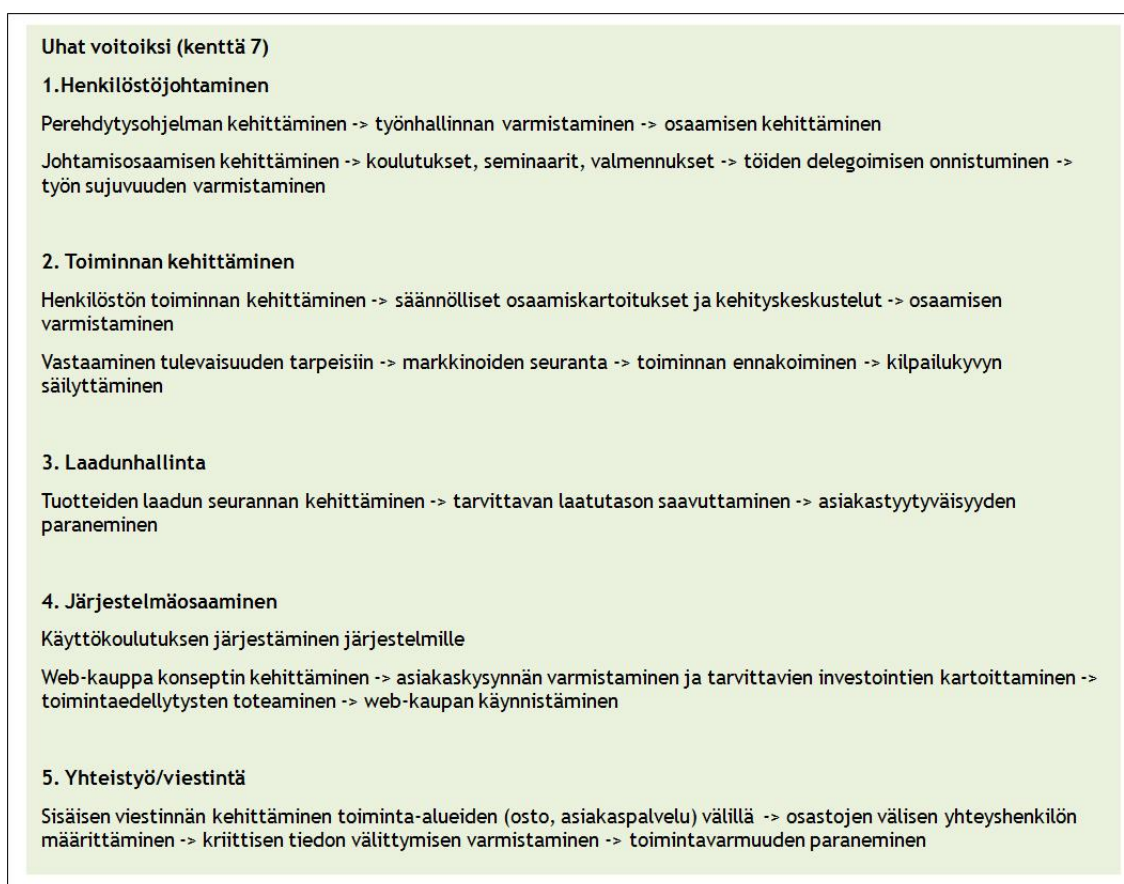 Uhat voitoiksi (kenttä 7)
1.Henkilöstöjohtaminen
Perehdytysohjelman kehittäminen -> työnhallinnan varmistaminen -> osaamisen kehittäminen
Johtamisosaamisen kehittäminen -> koulutukset, seminaarit, valmennukset -> töiden delegoimisen onnistuminen ->
työn sujuvuuden varmistaminen
2. Toiminnan kehittäminen
Henkilöstön toiminnan kehittäminen -> säännölliset osaamiskartoitukset ja kehityskeskustelut -> osaamisen
varmistaminen
Vastaaminen tulevaisuuden tarpeisiin -> markkinoiden seuranta -> toiminnan ennakoiminen -> kilpailukyvyn
säilyttäminen
3. Laadunhallinta
Tuotteiden laadun seurannan kehittäminen -> tarvittavan laatutason saavuttaminen -> asiakastyytyväisyyden
paraneminen
4. Järjestelmäosaaminen
Käyttökoulutuksen järjestäminen järjestelmille
Web-kauppa konseptin kehittäminen -> asiakaskysynnän varmistaminen ja tarvittavien investointien kartoittaminen ->
toimintaedellytysten toteaminen -> web-kaupan käynnistäminen
5. Yhteistyö/viestintä
Sisäisen viestinnän kehittäminen toiminta-alueiden (osto, asiakaspalvelu) välillä -> osastojen välisen yhteyshenkilön
määrittäminen -> kriittisen tiedon välittymisen varmistaminen -> toimintavarmuuden paraneminen